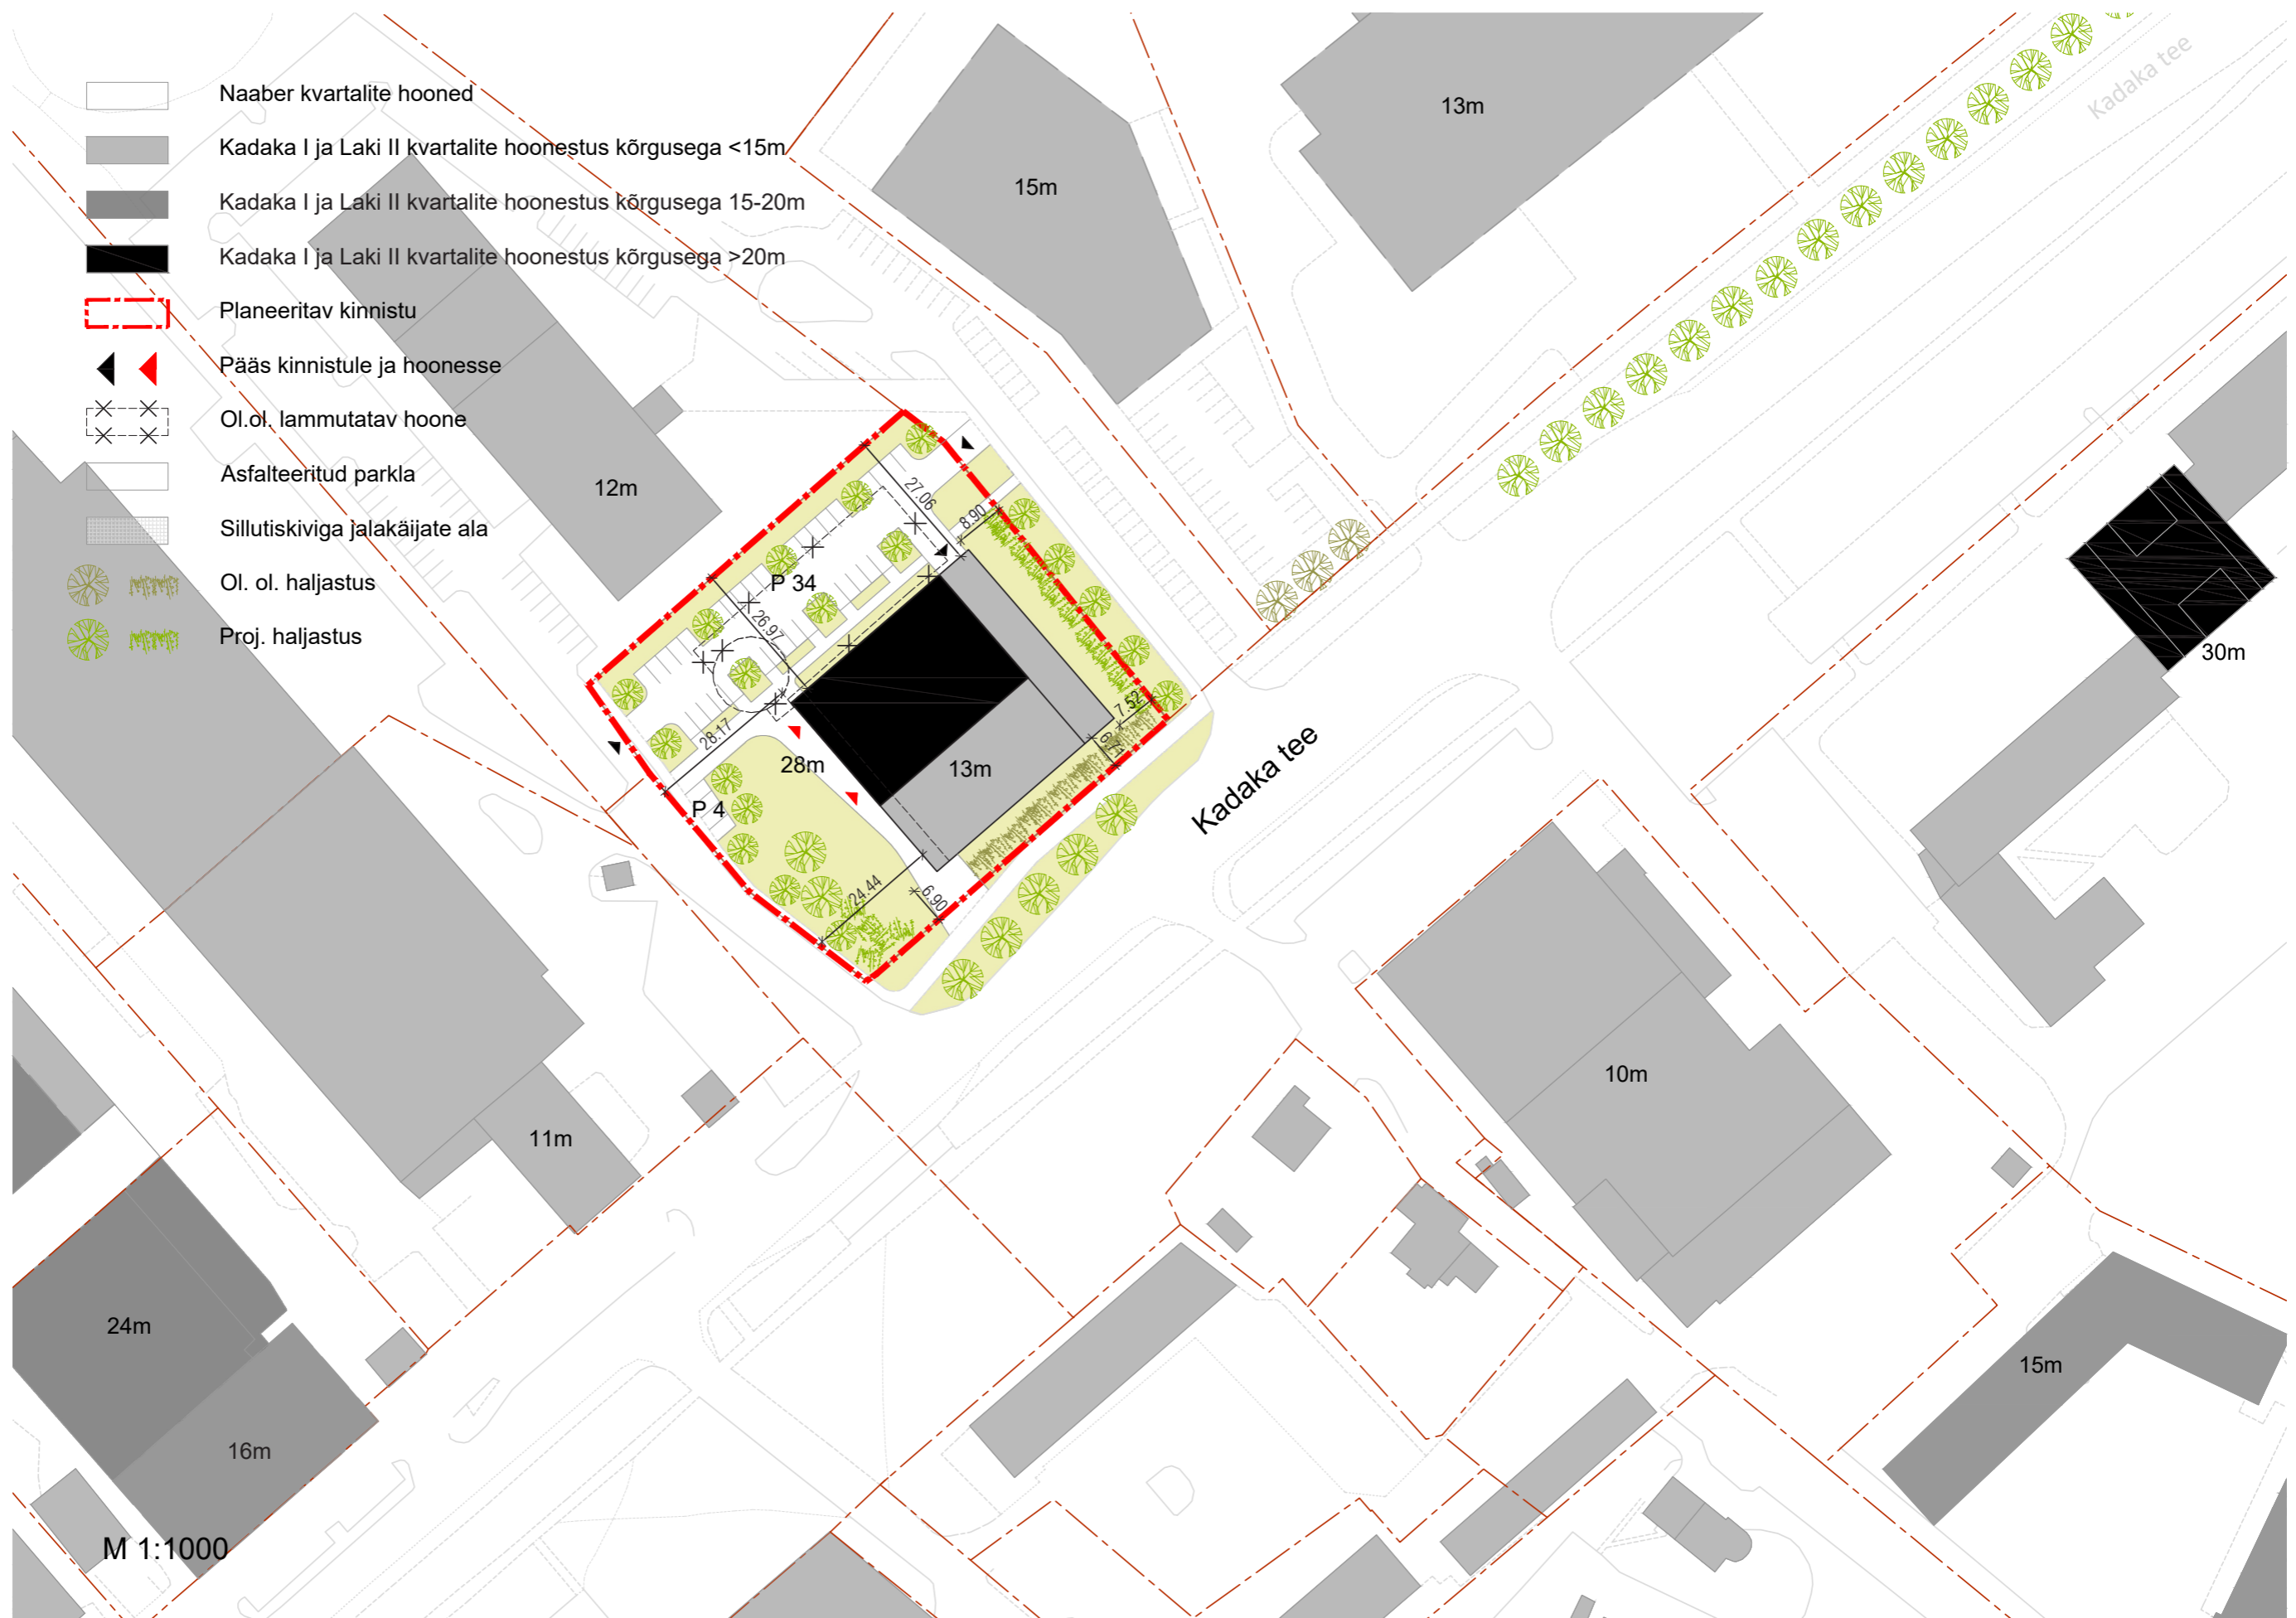 Naaber kvartalite hooned
Kadaka I ja Laki II kvartalite hoonestus kõrgusega <15m
Kadaka I ja Laki II kvartalite hoonestus kõrgusega 15-20m
Kadaka I ja Laki II kvartalite hoonestus kõrgusega >20m
Planeeritav kinnistu
Pääs kinnistule ja hoonesse
Ol.ol. lammutatav hoone
Asfalteeritud parkla
Sillutiskiviga jalakäijate ala
Ol. ol. haljastus
Proj. haljastus
Kadaka tee
13m
15m
12m
27.06
8.90
P 34
26.97
30m
7.52
28.17
28m
13m
P 4
Kadaka tee
24.44
6.90
10m
11m
24m
15m
16m
M 1:1000